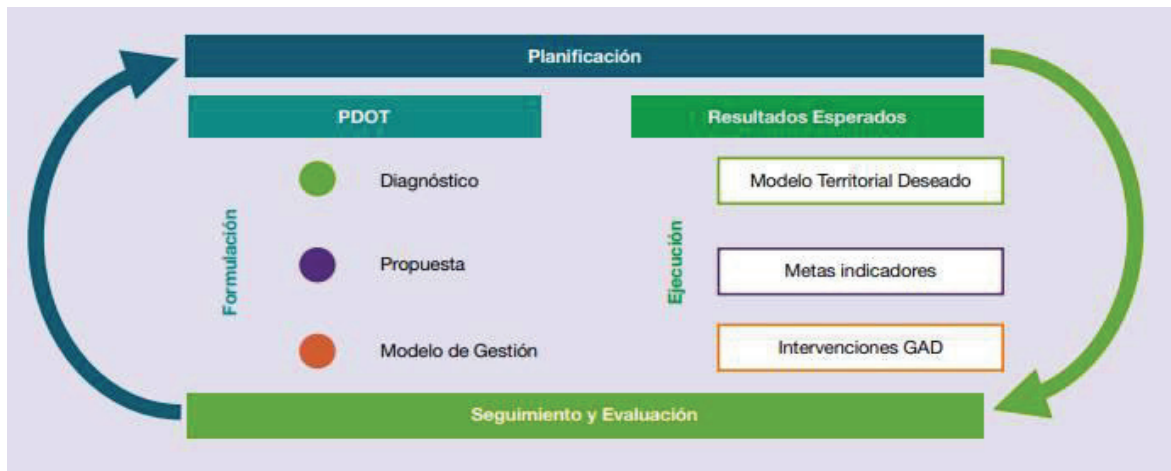 Planificación
PDOT
Resultados Esperados
Formulación
Diagnóstico
Propuesta
Modelo de Gestión
Ejecución
Modelo Territorial Deseado
Metas indicadores
Intervenciones GAD
Seguimiento y Evaluación